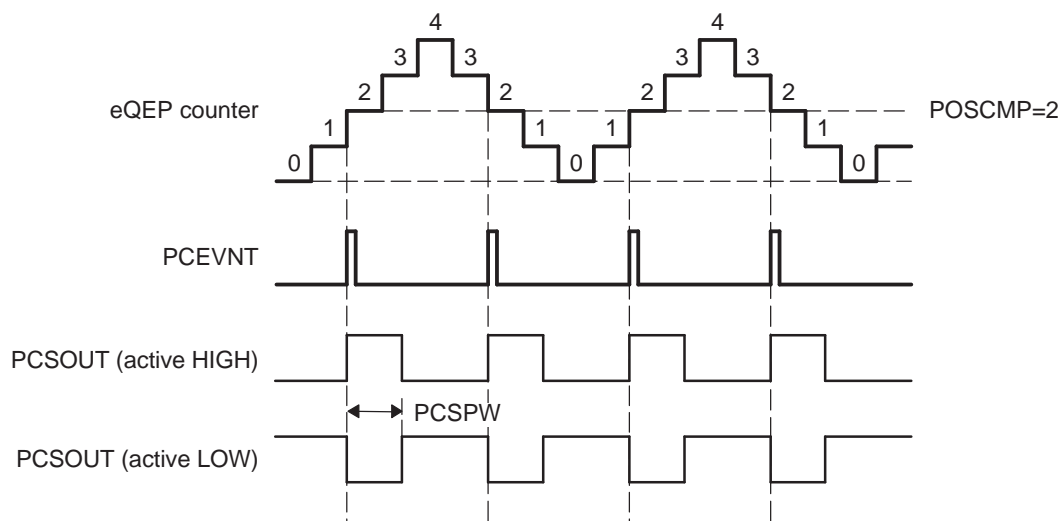 4
4
3
3
3
3
eQEP counter
2
2
2
2
POSCMP=2
1
1
1
1
0
0
0
PCEVNT
PCSOUT (active HIGH)
PCSPW
PCSOUT (active LOW)